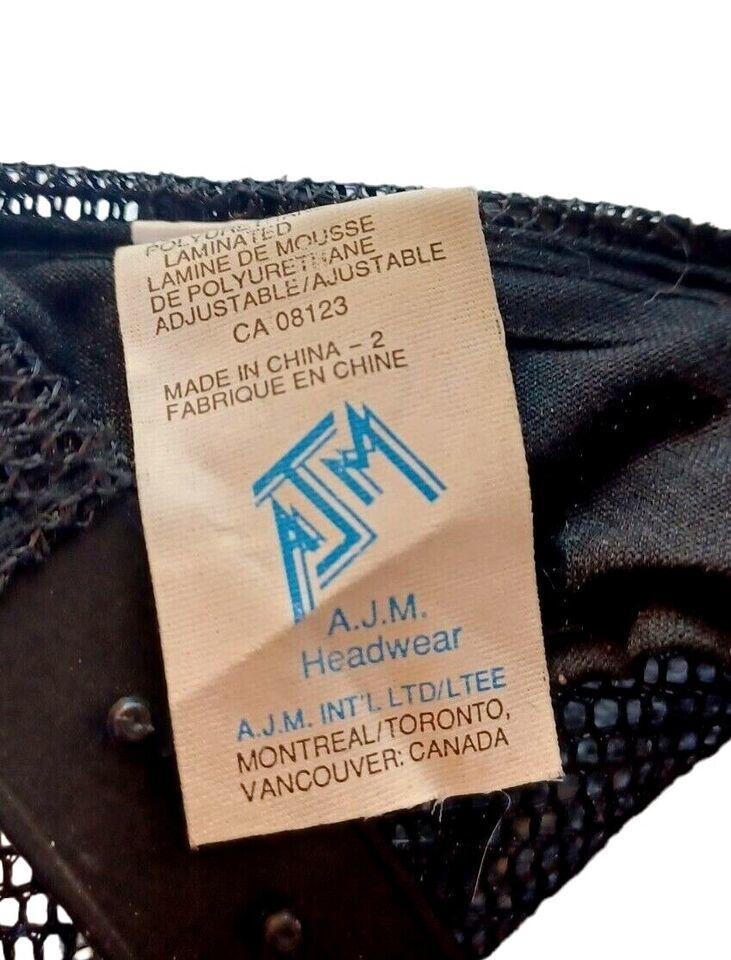 LAMINATED
LAMINE DE MOUSSE
DE POLYURETHANE
ADJUSTABLE/AJUSTABLE
CA 08123
MADE IN CHINA - 2
FABRIQUE EN CHINE
AJM
A.J.M.
Headwear
A.J.M. INT'L LTD/LTEE
MONTREAL/TORONTO,
VANCOUVER: CANADA